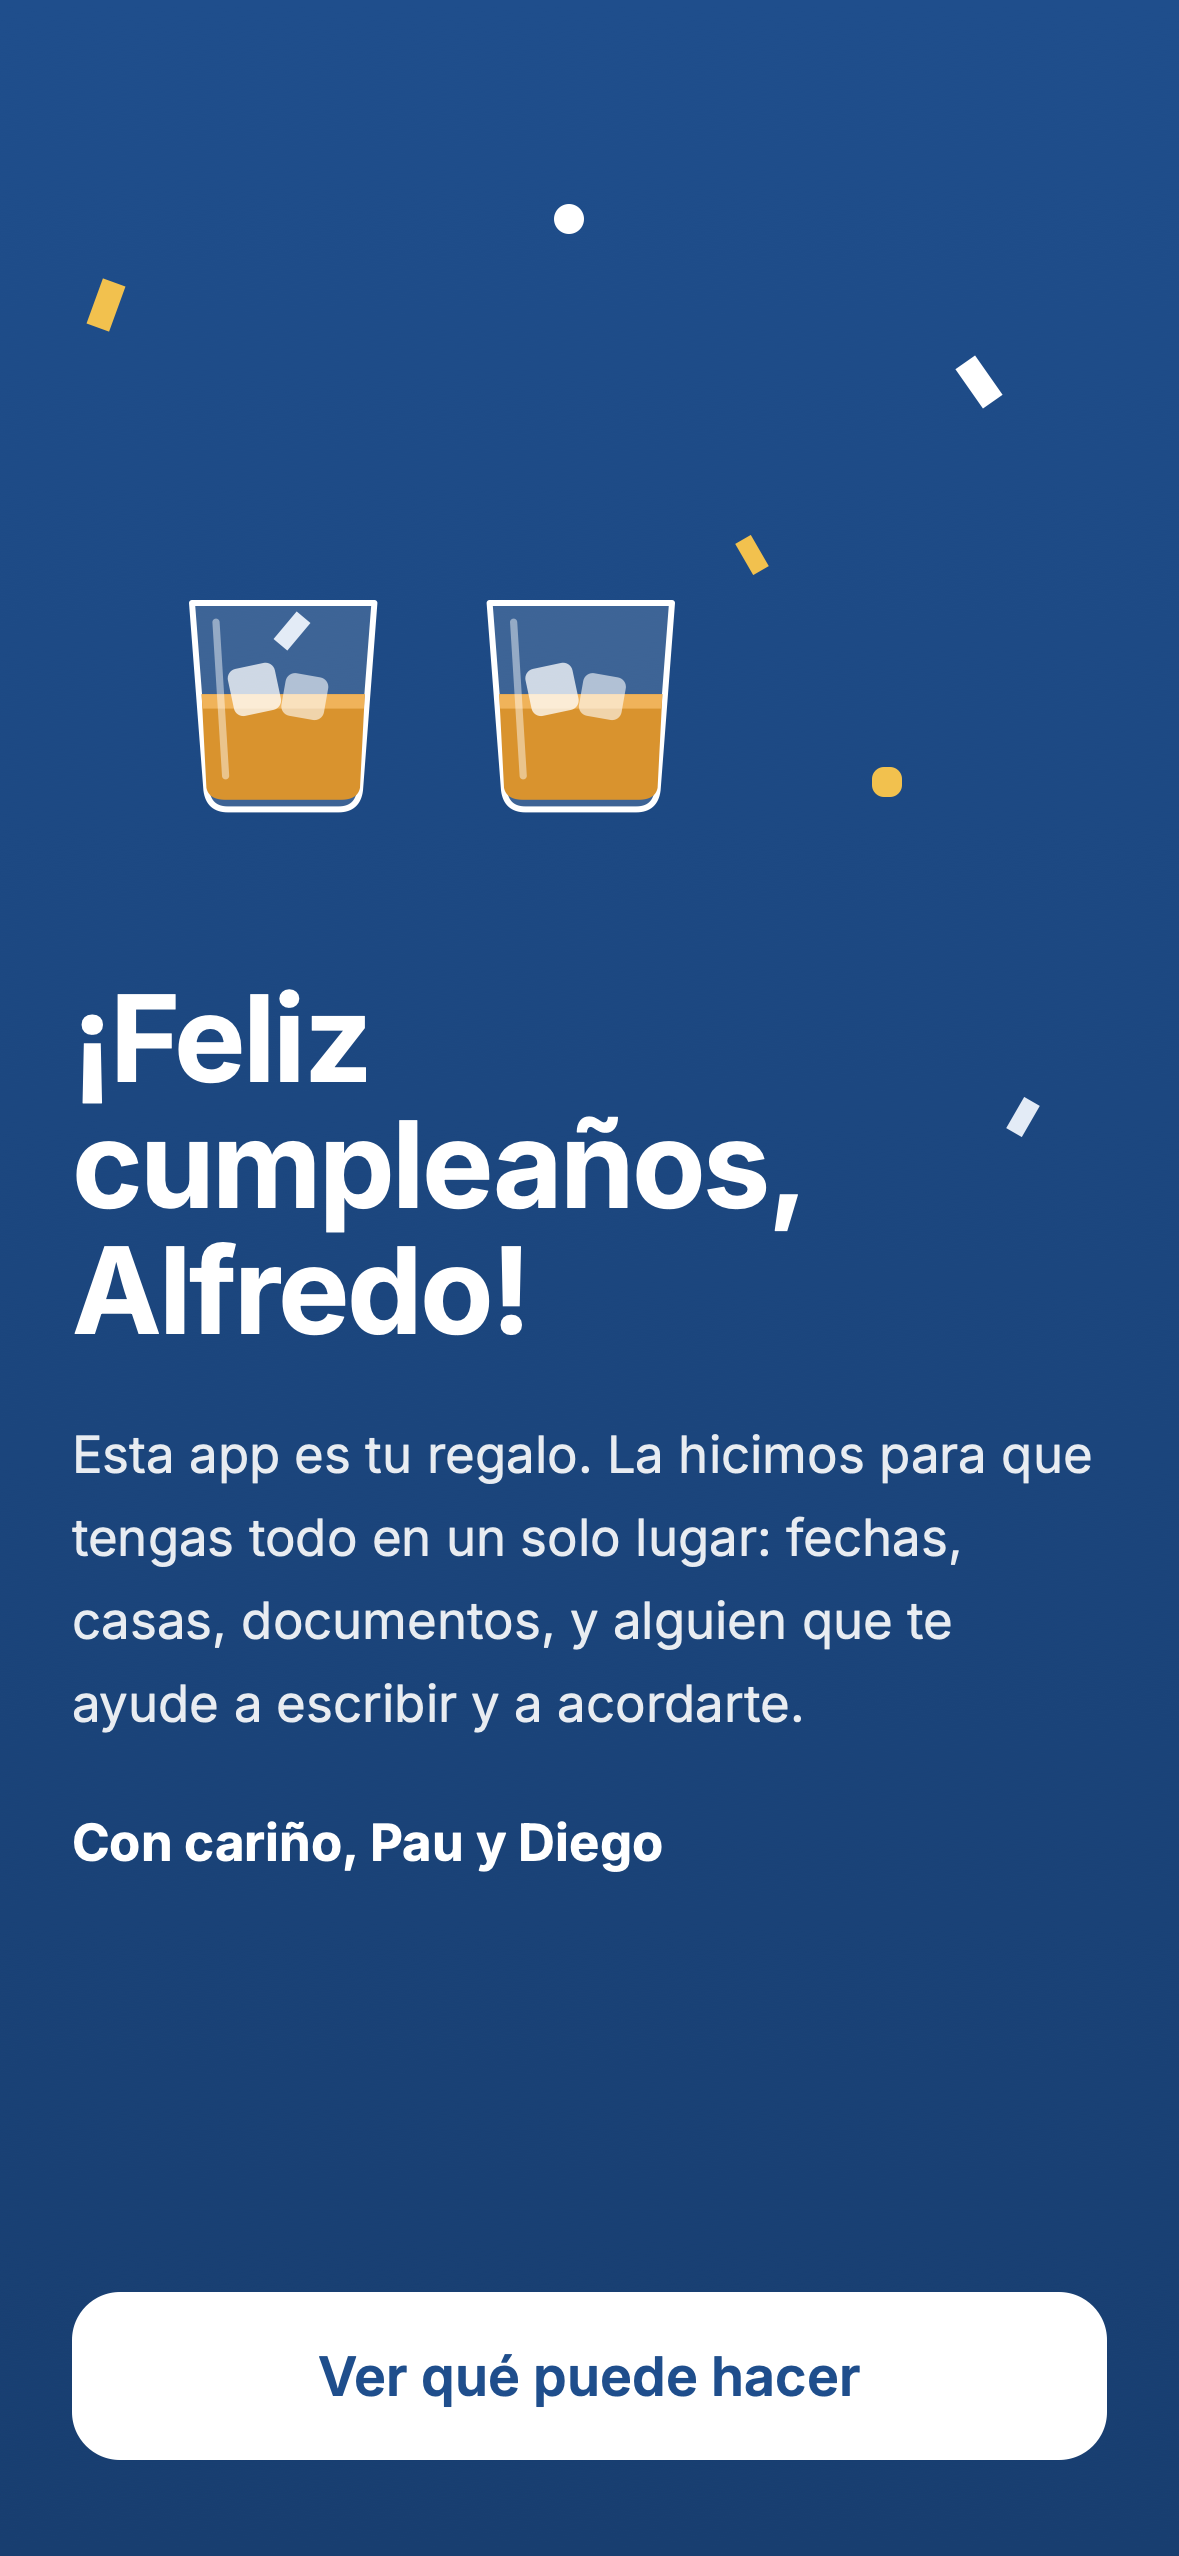 ¡Feliz
cumpleaños,
Alfredo!
Esta app es tu regalo. La hicimos para que
tengas todo en un solo lugar: fechas,
casas, documentos, y alguien que te
ayude a escribir y a acordarte.
Con cariño, Pau y Diego
Ver qué puede hacer